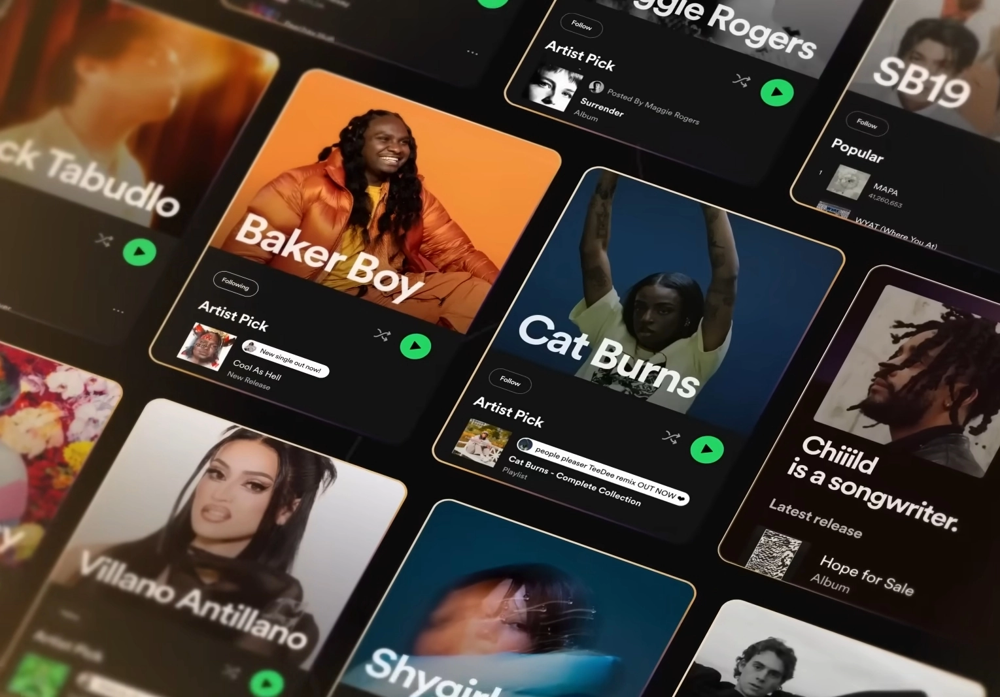 ggie Rogers
Follow
Artist Pick
Posted By Maggie Rogers
Surrender
Album
SB19
Follow
Popular
1
MAPA
41,260,653
WYAT (Where You At)
ck Tabudlo
Baker Boy
Following
Artist Pick
New single out now!
Cool As Hell
New Release
Cat Burns
Follow
Artist Pick
people pleaser TeeDee remix OUT NOW ❤
Cat Burns - Complete Collection
Playlist
Chiiild
is a songwriter.
Latest release
Hope for Sale
Album
Villano Antillano
Artist Pick
Shygirl
y